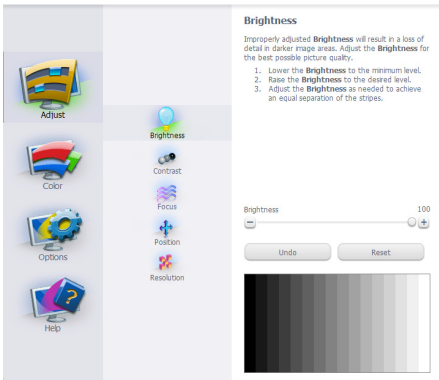 Adjust
Color
Options
Help
Brightness
Contrast
Focus
Position
Resolution
Brightness
Improperly adjusted Brightness will result in a loss of
detail in darker image areas. Adjust the Brightness for
the best possible picture quality.
1. Lower the Brightness to the minimum level.
2. Raise the Brightness to the desired level.
3. Adjust the Brightness as needed to achieve
an equal separation of the stripes.
Brightness 100
Undo Reset